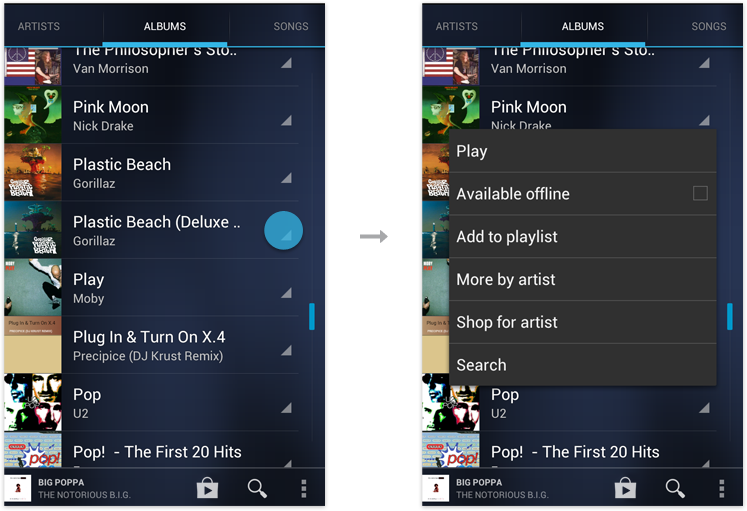 ARTISTS ALBUMS SONGS
The Philosopher's Sto..
Van Morrison
Pink Moon
Nick Drake
Plastic Beach
Gorillaz
Plastic Beach (Deluxe ..
Gorillaz
Play
Moby
Plug In & Turn On X.4
Precipice (DJ Krust Remix)
Pop
U2
Pop! - The First 20 Hits
BIG POPPA
THE NOTORIOUS B.I.G.
ARTISTS ALBUMS SONGS
The Philosopher's Sto..
Van Morrison
Pink Moon
Nick Drake
Play
Available offline
Add to playlist
More by artist
Shop for artist
Search
Pop
U2
Pop! - The First 20 Hits
BIG POPPA
THE NOTORIOUS B.I.G.